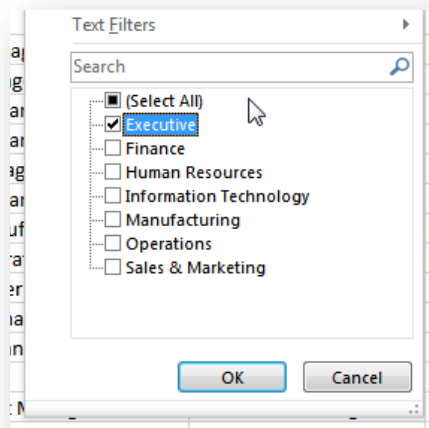 Text Filters
Search
(Select All)
Executive
Finance
Human Resources
Information Technology
Manufacturing
Operations
Sales & Marketing
OK
Cancel